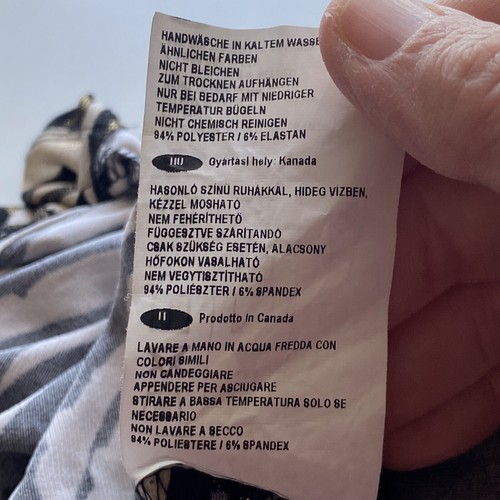 HANDWÄSCHE IN KALTEM WASSE
ÄHNLICHEN FARBEN
NICHT BLEICHEN
ZUM TROCKNEN AUFHÄNGEN
NUR BEI BEDARF MIT NIEDRIGER
TEMPERATUR BÜGELN
NICHT CHEMISCH REINIGEN
94% POLYESTER / 6% ELASTAN
HU Gyártási hely: Kanada
HASONLÓ SZÍNŰ RUHÁKKAL, HIDEG VÍZBEN,
KÉZZEL MOSHATÓ
NEM FEHÉRÍTHETŐ
FÜGGESZTVE SZÁRÍTANDÓ
CSAK SZÜKSÉG ESETÉN, ALACSONY
HŐFOKON VASALHATÓ
NEM VEGYTISZTÍTHATÓ
94% POLIÉSZTER / 6% SPANDEX
IT Prodotto in Canada
LAVARE A MANO IN ACQUA FREDDA CON
COLORI SIMILI
NON CANDEGGIARE
APPENDERE PER ASCIUGARE
STIRARE A BASSA TEMPERATURA SOLO SE
NECESSARIO
NON LAVARE A SECCO
94% POLIESTERE / 6% SPANDEX